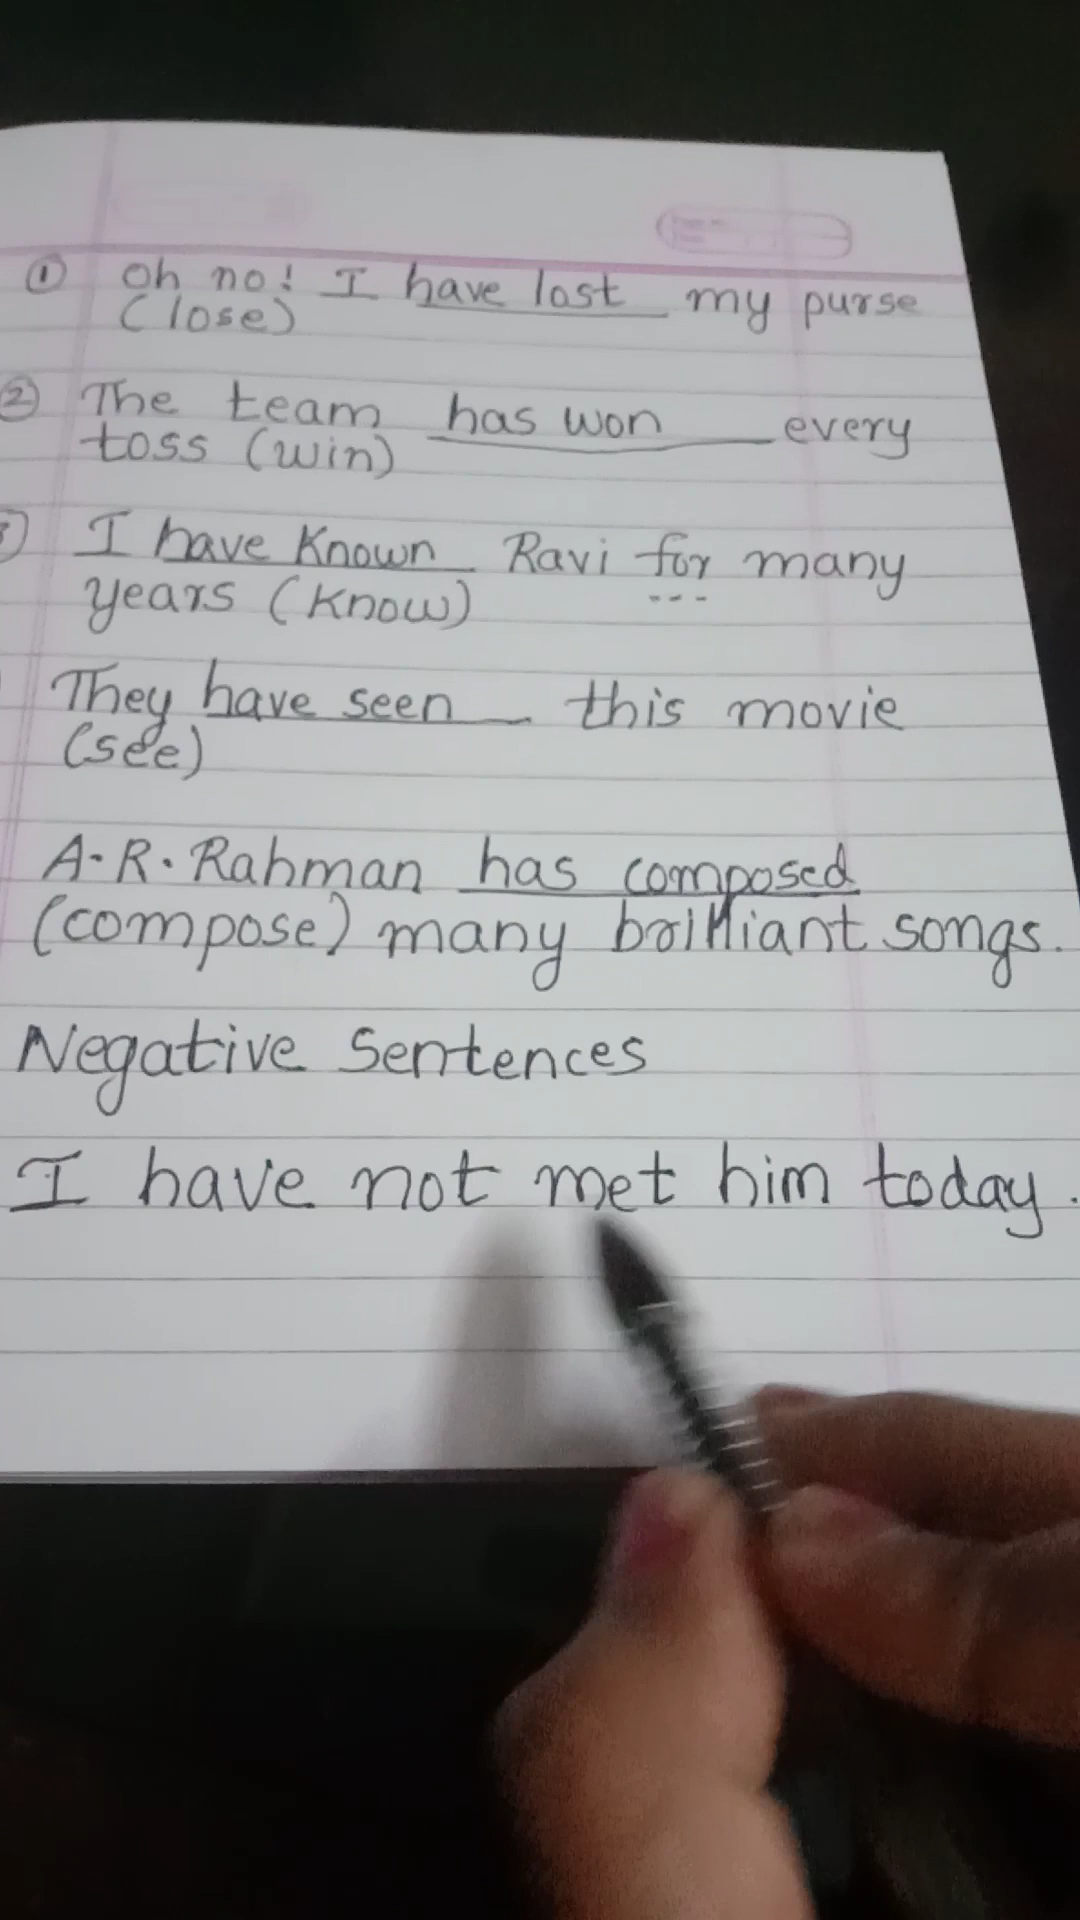 ① Oh no! I have lost my purse
(lose)
② The team has won every
toss (win)
I have known Ravi for many
years (know)
They have seen this movie
(see)
A.R. Rahman has composed
(compose) many brilliant songs.
Negative Sentences
I have not met him today.